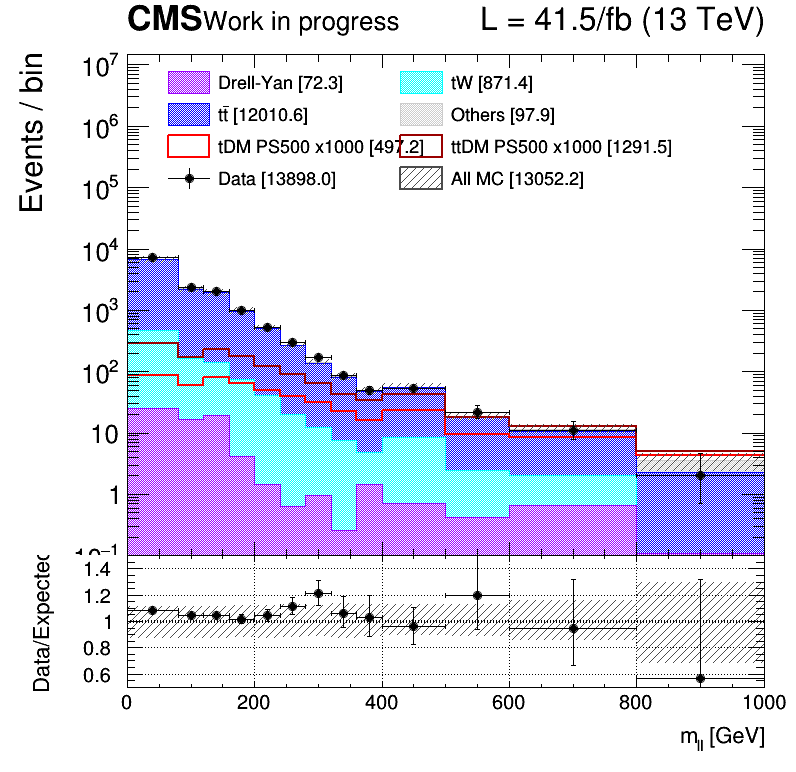 CMS Work in progress L = 41.5/fb (13 TeV)
Events / bin
Drell-Yan [72.3] tW [871.4]
tt̄ [12010.6] Others [97.9]
tDM PS500 x1000 [497.2] ttDM PS500 x1000 [1291.5]
Data [13898.0] All MC [13052.2]
10⁷
10⁶
10⁵
10⁴
10³
10²
10
1
10⁻¹
Data/Expected
1.4
1.2
1
0.8
0.6
0 200 400 600 800 1000
m_ll [GeV]